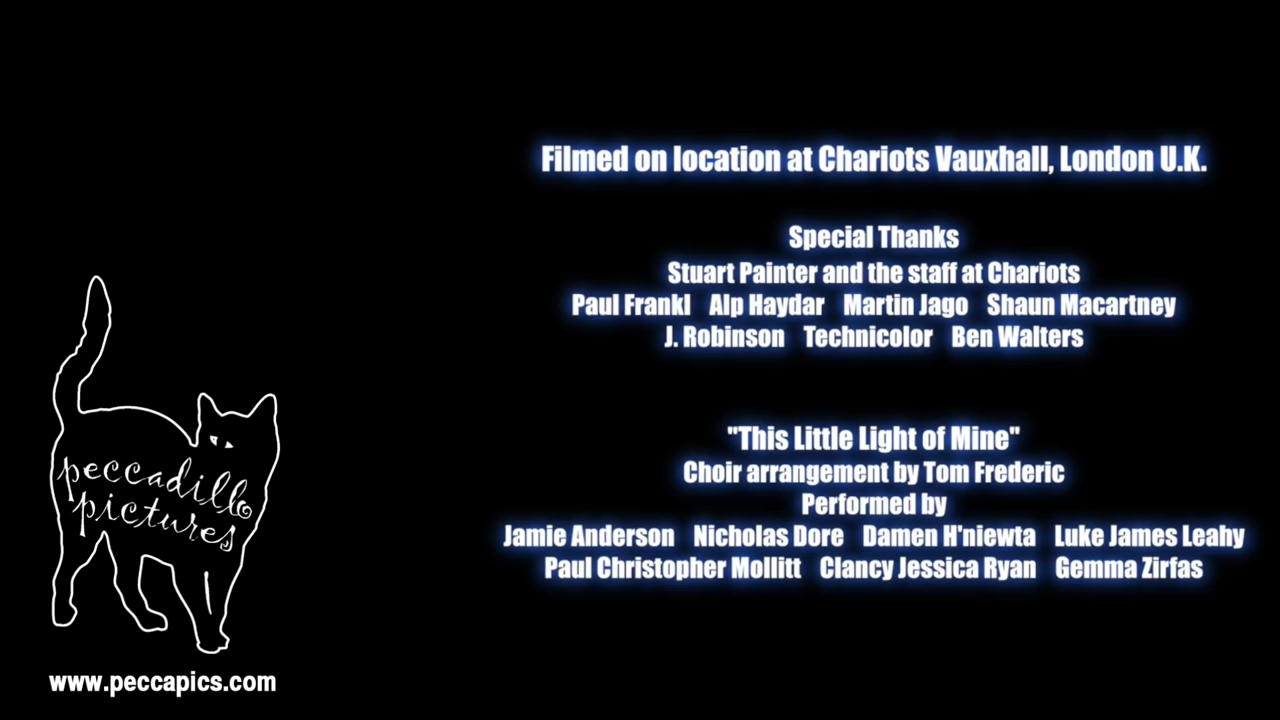 Filmed on location at Chariots Vauxhall, London U.K.
Special Thanks
Stuart Painter and the staff at Chariots
Paul Frankl Alp Haydar Martin Jago Shaun Macartney
J. Robinson Technicolor Ben Walters
"This Little Light of Mine"
Choir arrangement by Tom Frederic
Performed by
Jamie Anderson Nicholas Dore Damen H'niewta Luke James Leahy
Paul Christopher Mollitt Clancy Jessica Ryan Gemma Zirfas
peccadillo
pictures
www.peccapics.com